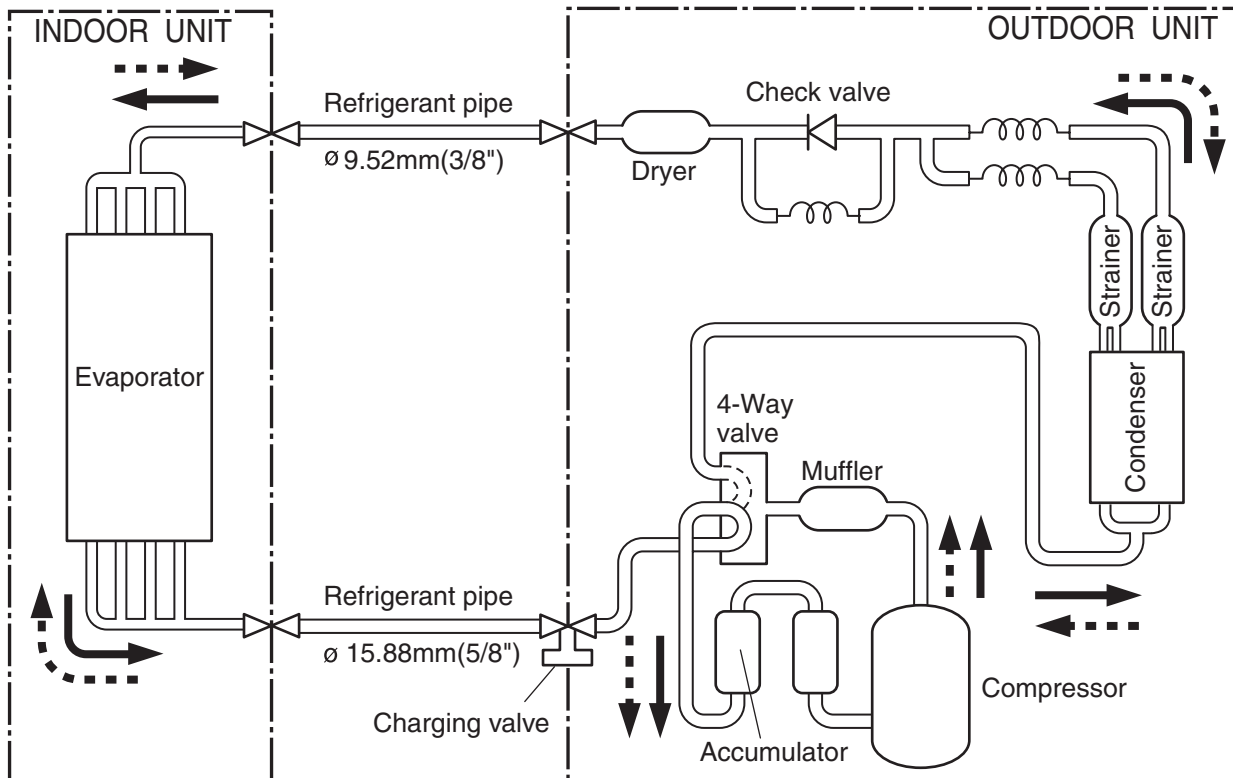 INDOOR UNIT
OUTDOOR UNIT
Refrigerant pipe
ø 9.52mm(3/8")
Dryer
Check valve
Strainer
Strainer
Evaporator
Condenser
4-Way
valve
Muffler
Refrigerant pipe
ø 15.88mm(5/8")
Charging valve
Accumulator
Compressor